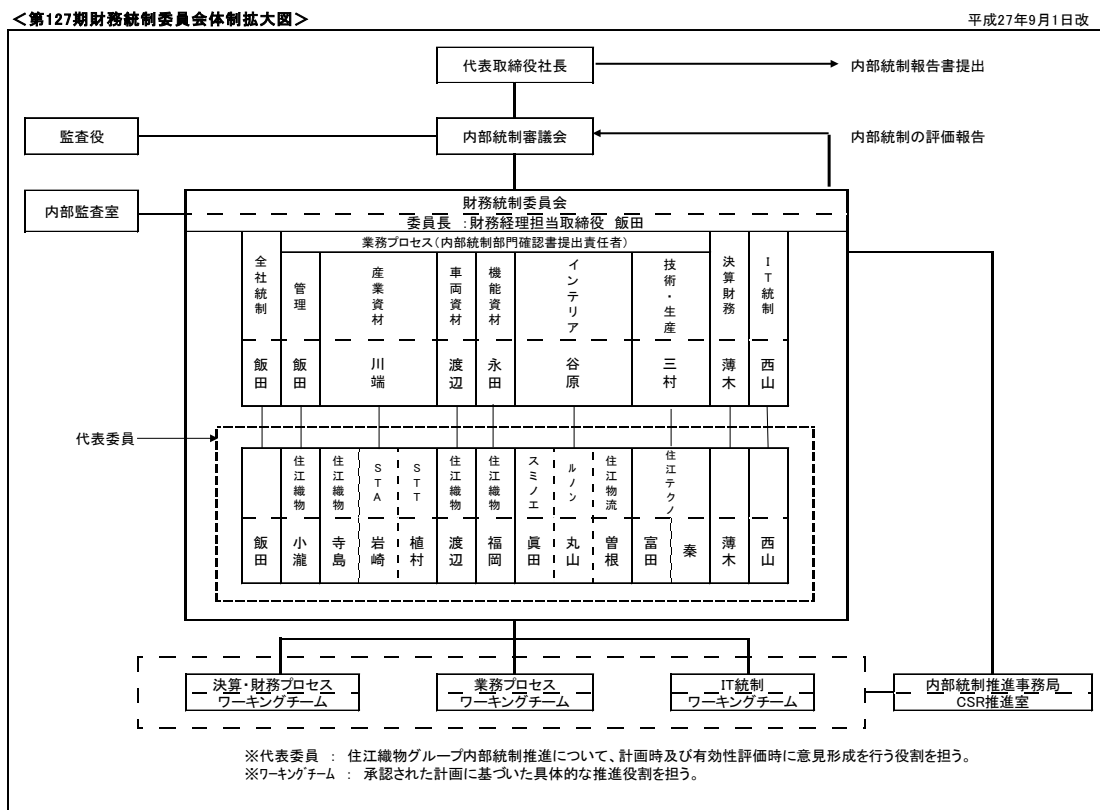 ＜第127期財務統制委員会体制拡大図＞
平成27年9月1日改
代表取締役社長
内部統制報告書提出
監査役
内部統制審議会
内部統制の評価報告
内部監査室
財務統制委員会
委員長 ：財務経理担当取締役 飯田
業務プロセス（内部統制部門確認書提出責任者）
全社統制
管理
産業資材
車両資材
機能資材
インテリア
技術・生産
決算財務
ＩＴ統制
飯田
飯田
川端
渡辺
永田
谷原
三村
薄木
西山
代表委員
住江織物
住江織物
ＳＴＡ
ＳＴＴ
住江織物
住江織物
スミノエ
ルノン
住江物流
住江テクノ
飯田
小瀧
寺島
岩崎
植村
渡辺
福岡
眞田
丸山
曽根
富田
秦
薄木
西山
決算・財務プロセス
ワーキングチーム
業務プロセス
ワーキングチーム
IT統制
ワーキングチーム
内部統制推進事務局
CSR推進室
※代表委員 ： 住江織物グループ内部統制推進について、計画時及び有効性評価時に意見形成を行う役割を担う。
※ワーキングチーム ： 承認された計画に基づいた具体的な推進役割を担う。